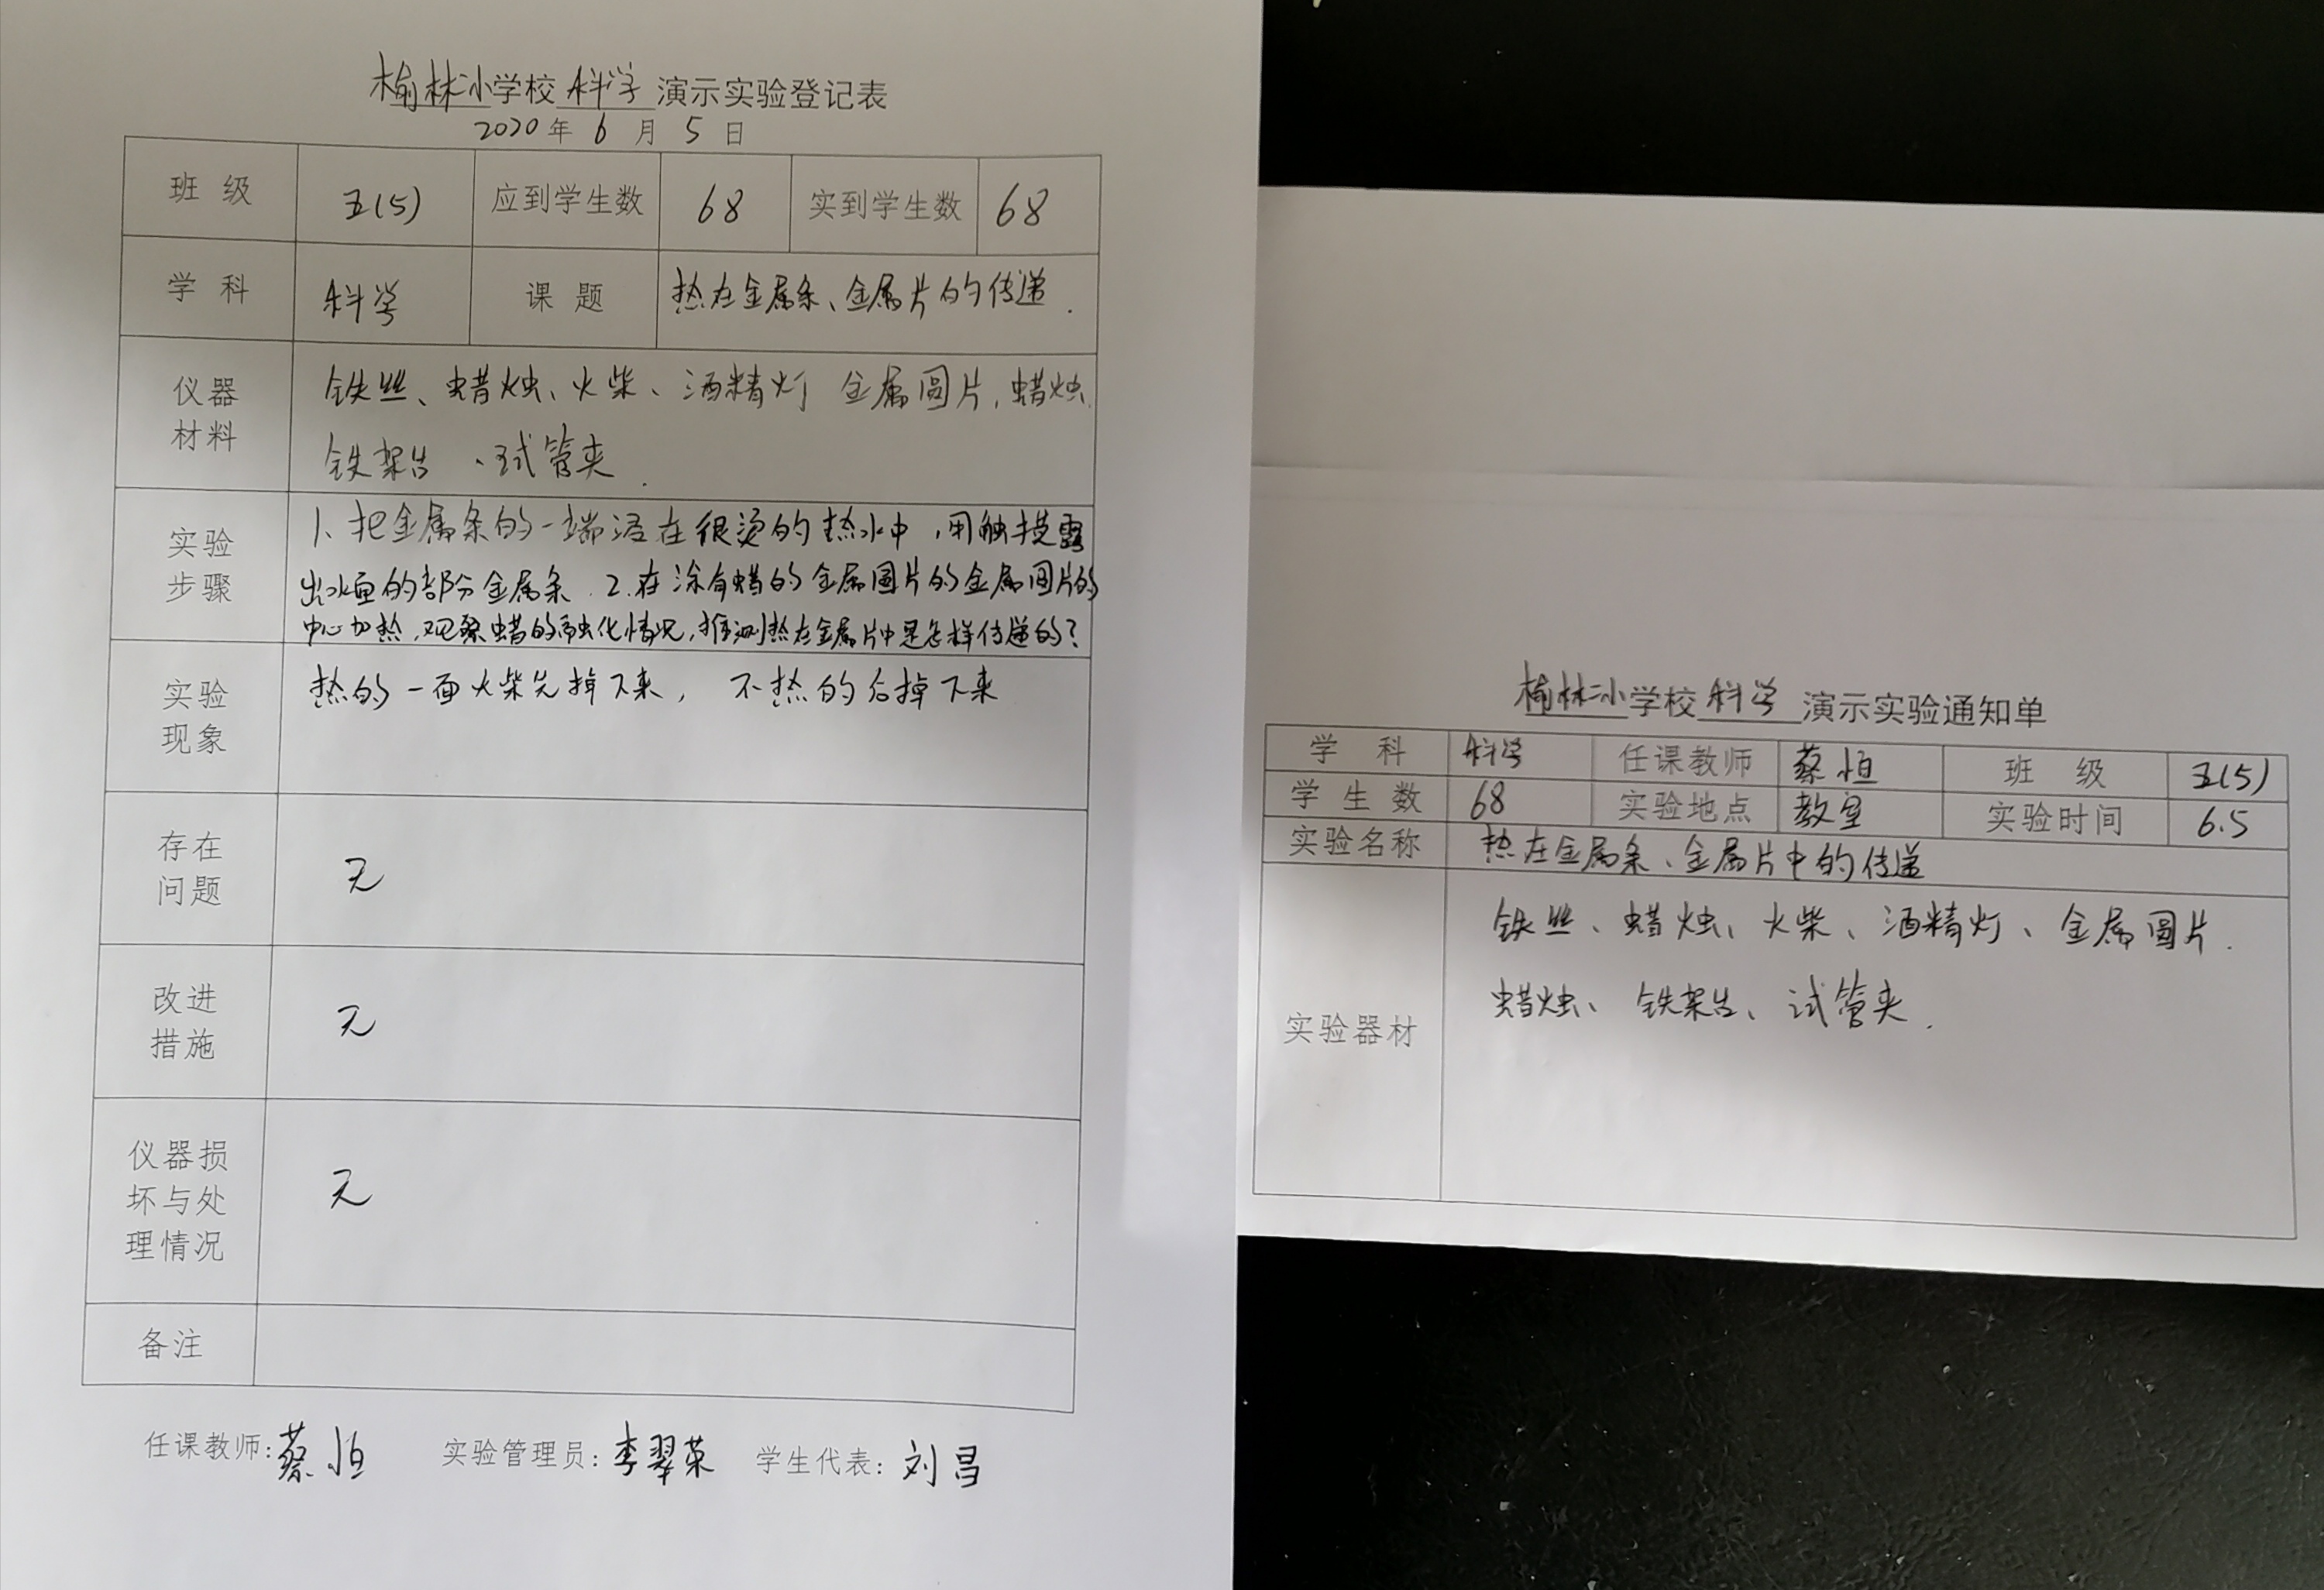 榆林小学校 科学 演示实验登记表
2020年 6 月 5 日
班 级 五(5) 应到学生数 68 实到学生数 68
学 科 科学 课 题 热在金属条、金属片的传递.
仪器材料
铁丝、蜡烛、火柴、酒精灯 金属圆片,蜡烛.
铁架台 、试管夹.
实验步骤
1、把金属条的一端浸在很烫的热水中,用触摸露
出水面的部分金属条.2.在涂有蜡的金属圆片的金属圆片的
中心加热,观察蜡的融化情况,推测热在金属片中是怎样传递的?
实验现象
热的一面火柴先掉下来, 不热的后掉下来
存在问题
无
改进措施
无
仪器损坏与处理情况
无
备注
任课教师:蔡恒 实验管理员:李翠荣 学生代表:刘昌
榆林小学校 科学 演示实验通知单
学 科 科学 任课教师 蔡恒 班 级 五(5)
学 生 数 68 实验地点 教室 实验时间 6.5
实验名称 热在金属条、金属片中的传递
实验器材
铁丝、蜡烛、火柴、酒精灯、金属圆片.
蜡烛、铁架台、试管夹.